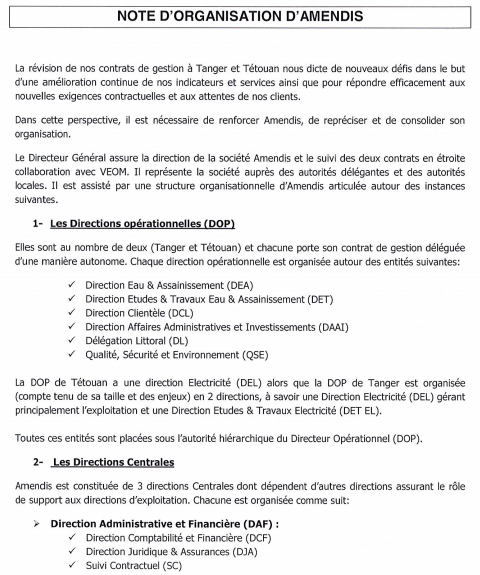 NOTE D'ORGANISATION D'AMENDIS
La révision de nos contrats de gestion à Tanger et Tétouan nous dicte de nouveaux défis dans le but
d'une amélioration continue de nos indicateurs et services ainsi que pour répondre efficacement aux
nouvelles exigences contractuelles et aux attentes de nos clients.
Dans cette perspective, il est nécessaire de renforcer Amendis, de repréciser et de consolider son
organisation.
Le Directeur Général assure la direction de la société Amendis et le suivi des deux contrats en étroite
collaboration avec VEOM. Il représente la société auprès des autorités délégantes et des autorités
locales. Il est assisté par une structure organisationnelle d'Amendis articulée autour des instances
suivantes.
1- Les Directions opérationnelles (DOP)
Elles sont au nombre de deux (Tanger et Tétouan) et chacune porte son contrat de gestion déléguée
d'une manière autonome. Chaque direction opérationnelle est organisée autour des entités suivantes:
✓ Direction Eau & Assainissement (DEA)
✓ Direction Etudes & Travaux Eau & Assainissement (DET)
✓ Direction Clientèle (DCL)
✓ Direction Affaires Administratives et Investissements (DAAI)
✓ Délégation Littoral (DL)
✓ Qualité, Sécurité et Environnement (QSE)
La DOP de Tétouan a une direction Electricité (DEL) alors que la DOP de Tanger est organisée
(compte tenu de sa taille et des enjeux) en 2 directions, à savoir une Direction Electricité (DEL) gérant
principalement l'exploitation et une Direction Etudes & Travaux Electricité (DET EL).
Toutes ces entités sont placées sous l'autorité hiérarchique du Directeur Opérationnel (DOP).
2- Les Directions Centrales
Amendis est constituée de 3 directions Centrales dont dépendent d'autres directions assurant le rôle
de support aux directions d'exploitation. Chacune est organisée comme suit:
➢ Direction Administrative et Financière (DAF) :
✓ Direction Comptabilité et Financière (DCF)
✓ Direction Juridique & Assurances (DJA)
✓ Suivi Contractuel (SC)